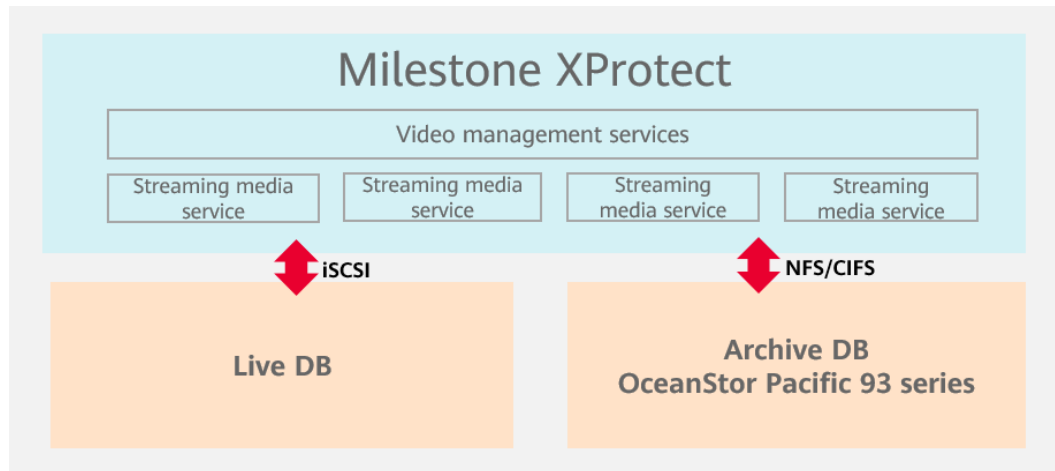 Milestone XProtect
Video management services
Streaming media
service
Streaming media
service
Streaming
media service
Streaming
media service
iSCSI
NFS/CIFS
Live DB
Archive DB
OceanStor Pacific 93 series